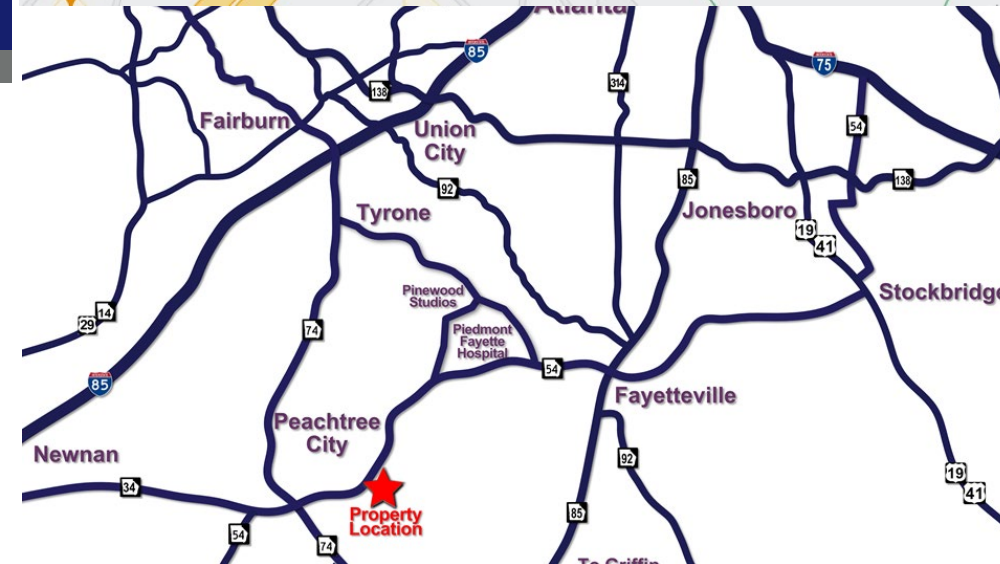 Atlanta
85
75
138
314
54
Fairburn
Union
City
92
85
138
Tyrone
Jonesboro
19
41
Pinewood
Studios
Stockbridge
14
29
74
Piedmont
Fayette
Hospital
54
85
Fayetteville
Peachtree
City
Newnan
92
19
41
34
Property
Location
85
54
74
To Griffin